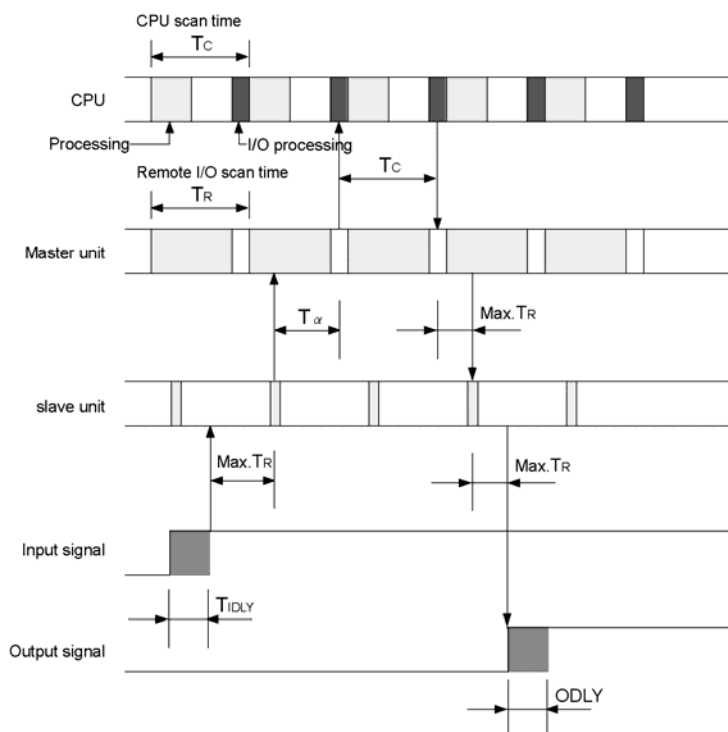 CPU scan time
TC
CPU
Processing
I/O processing
Remote I/O scan time
TC
TR
Master unit
Tα
Max.TR
slave unit
Max.TR
Max.TR
Input signal
TIDLY
Output signal
ODLY